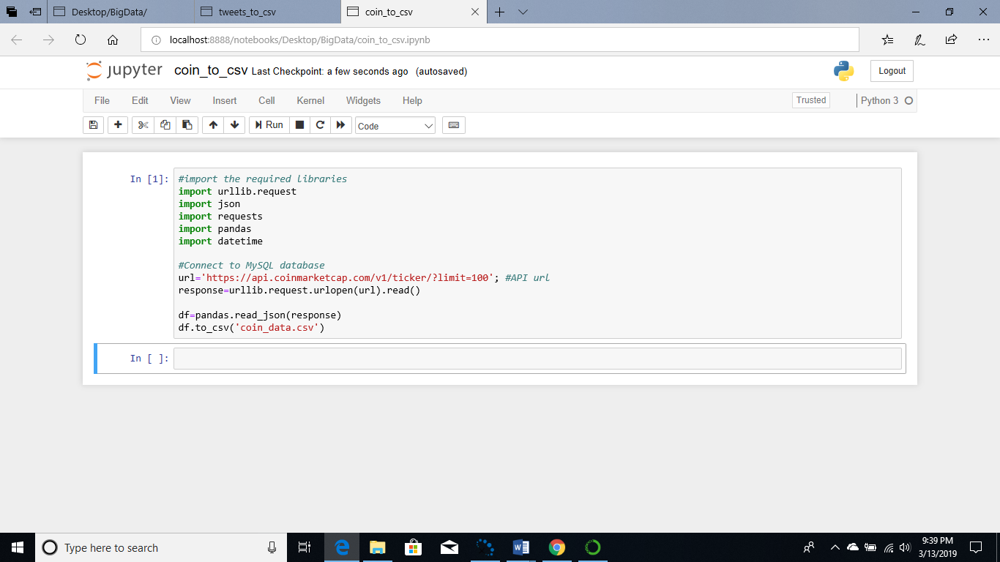 Desktop/BigData/ tweets_to_csv coin_to_csv
localhost:8888/notebooks/Desktop/BigData/coin_to_csv.ipynb
jupyter coin_to_csv Last Checkpoint: a few seconds ago (autosaved) Logout
File Edit View Insert Cell Kernel Widgets Help Trusted Python 3
Run Code
In [1]: #import the required libraries
import urllib.request
import json
import requests
import pandas
import datetime
#Connect to MySQL database
url='https://api.coinmarketcap.com/v1/ticker/?limit=100'; #API url
response=urllib.request.urlopen(url).read()
df=pandas.read_json(response)
df.to_csv('coin_data.csv')
In [ ]:
Type here to search
9:39 PM
3/13/2019